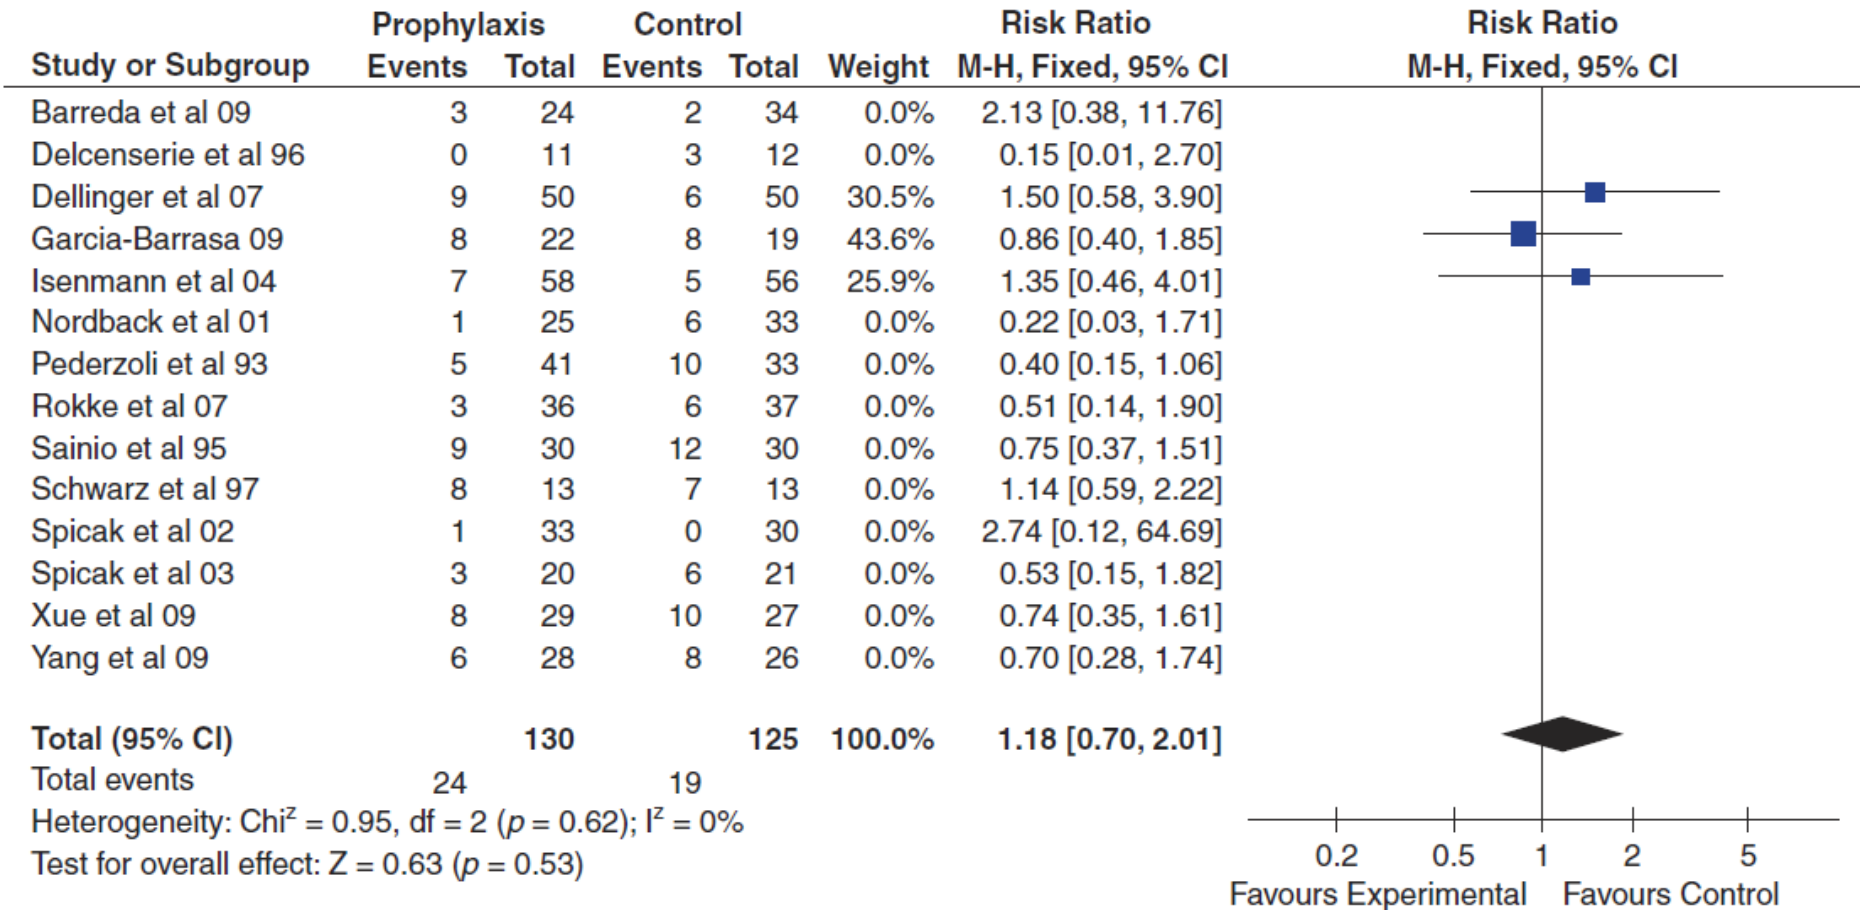 Prophylaxis Control Risk Ratio Risk Ratio
Study or Subgroup Events Total Events Total Weight M-H, Fixed, 95% CI M-H, Fixed, 95% CI
Barreda et al 09 3 24 2 34 0.0% 2.13 [0.38, 11.76]
Delcenserie et al 96 0 11 3 12 0.0% 0.15 [0.01, 2.70]
Dellinger et al 07 9 50 6 50 30.5% 1.50 [0.58, 3.90]
Garcia-Barrasa 09 8 22 8 19 43.6% 0.86 [0.40, 1.85]
Isenmann et al 04 7 58 5 56 25.9% 1.35 [0.46, 4.01]
Nordback et al 01 1 25 6 33 0.0% 0.22 [0.03, 1.71]
Pederzoli et al 93 5 41 10 33 0.0% 0.40 [0.15, 1.06]
Rokke et al 07 3 36 6 37 0.0% 0.51 [0.14, 1.90]
Sainio et al 95 9 30 12 30 0.0% 0.75 [0.37, 1.51]
Schwarz et al 97 8 13 7 13 0.0% 1.14 [0.59, 2.22]
Spicak et al 02 1 33 0 30 0.0% 2.74 [0.12, 64.69]
Spicak et al 03 3 20 6 21 0.0% 0.53 [0.15, 1.82]
Xue et al 09 8 29 10 27 0.0% 0.74 [0.35, 1.61]
Yang et al 09 6 28 8 26 0.0% 0.70 [0.28, 1.74]
Total (95% CI) 130 125 100.0% 1.18 [0.70, 2.01]
Total events 24 19
Heterogeneity: Chiᶻ = 0.95, df = 2 (p = 0.62); Iᶻ = 0%
Test for overall effect: Z = 0.63 (p = 0.53)
0.2 0.5 1 2 5
Favours Experimental Favours Control